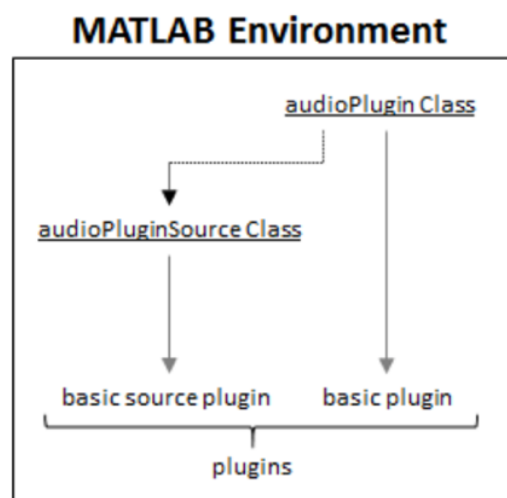 MATLAB Environment
audioPlugin Class
audioPluginSource Class
basic source plugin basic plugin
plugins